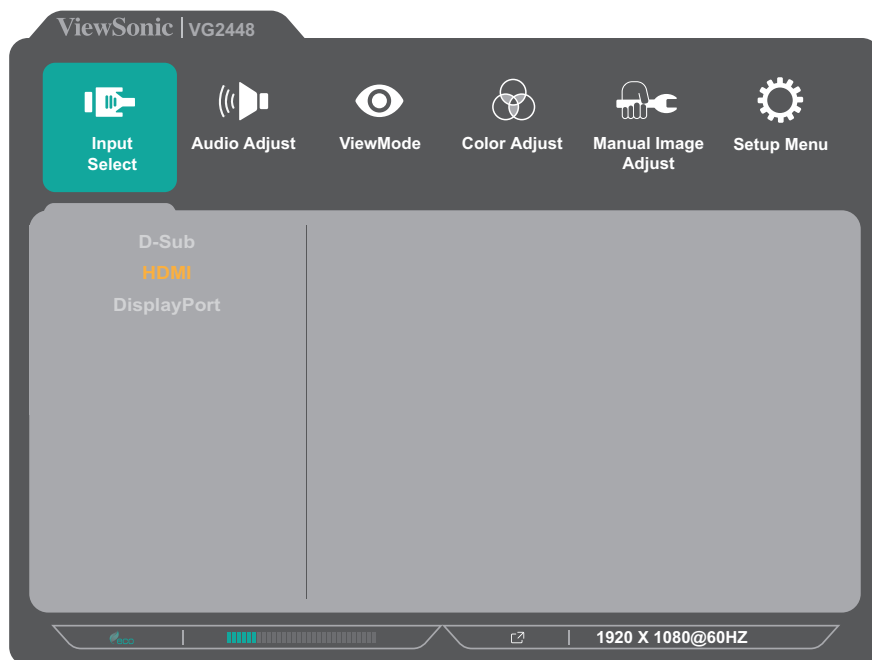 ViewSonic | VG2448
Input
Select
Audio Adjust
ViewMode
Color Adjust
Manual Image
Adjust
Setup Menu
D-Sub
HDMI
DisplayPort
eco
1920 X 1080@60HZ